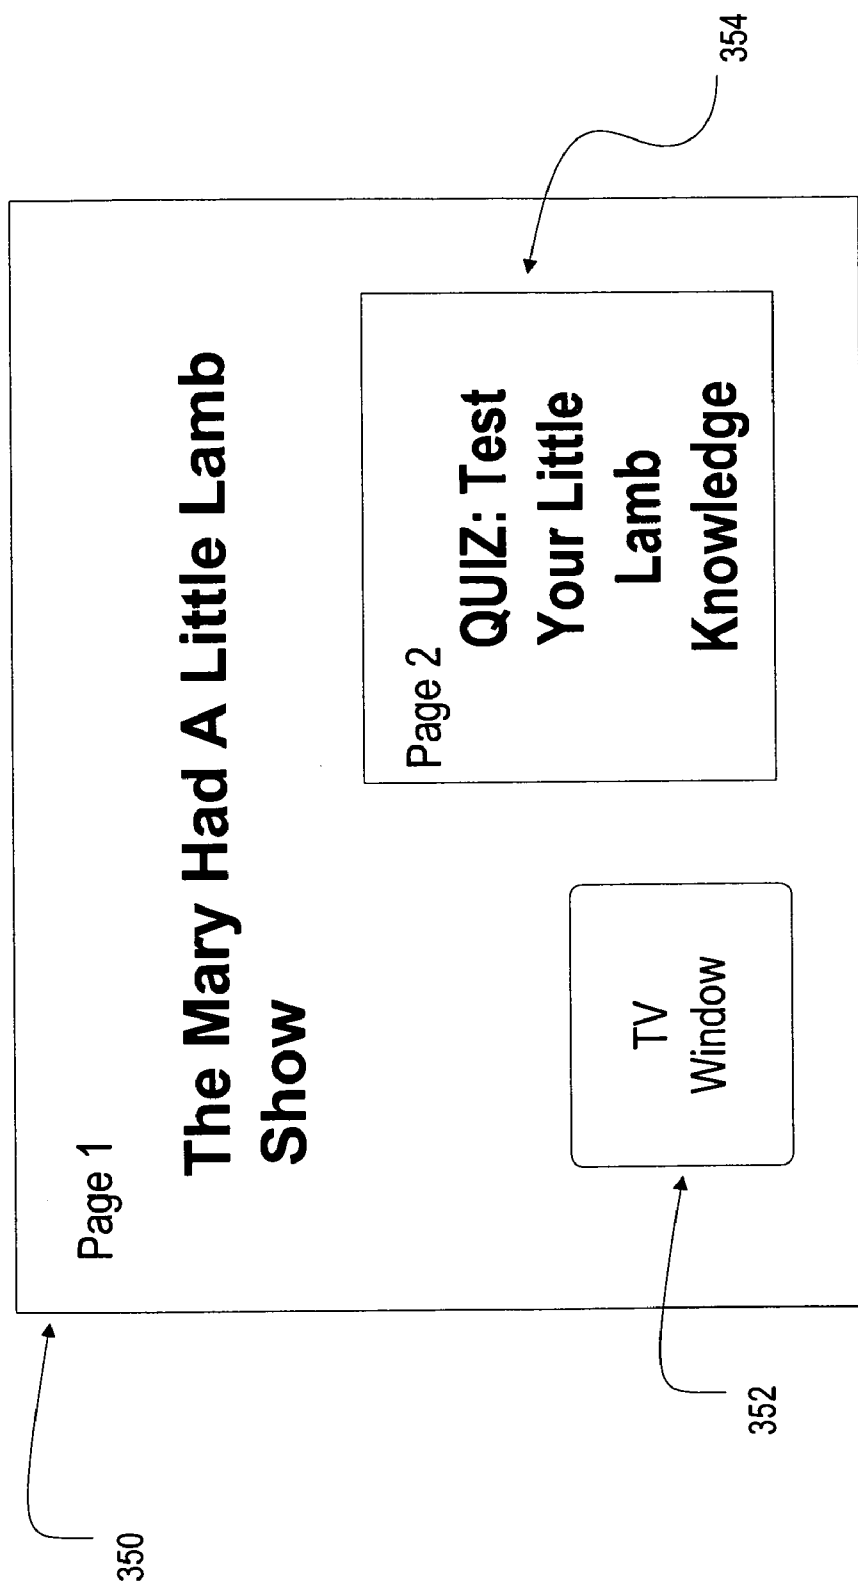 Page 1
The Mary Had A Little Lamb
Show
Page 2
QUIZ: Test
Your Little
Lamb
Knowledge
TV
Window
350
352
354